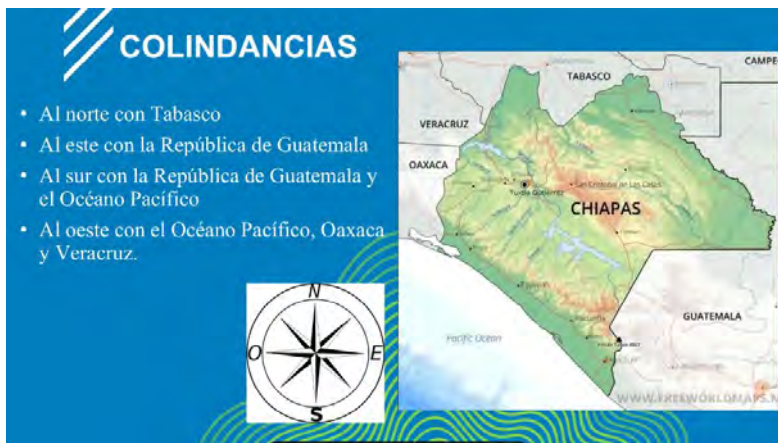 COLINDANCIAS
• Al norte con Tabasco
• Al este con la República de Guatemala
• Al sur con la República de Guatemala y
el Océano Pacífico
• Al oeste con el Océano Pacífico, Oaxaca
y Veracruz.
N
O
E
S
CAMPE
TABASCO
VERACRUZ
OAXACA
San Cristobal de Las Casas
Tuxtla Gutiérrez
CHIAPAS
GUATEMALA
Pacific Ocean
WWW.FREEWORLDMAPS.N